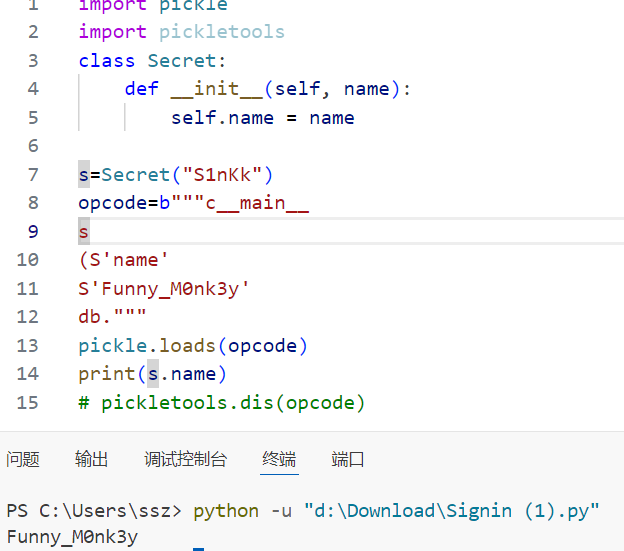 1 import pickle
2 import pickletools
3 class Secret:
4     def __init__(self, name):
5         self.name = name
6
7 s=Secret("S1nKk")
8 opcode=b"""c__main__
9 s
10 (S'name'
11 S'Funny_M0nk3y'
12 db."""
13 pickle.loads(opcode)
14 print(s.name)
15 # pickletools.dis(opcode)
问题 输出 调试控制台 终端 端口
PS C:\Users\ssz> python -u "d:\Download\Signin (1).py"
Funny_M0nk3y